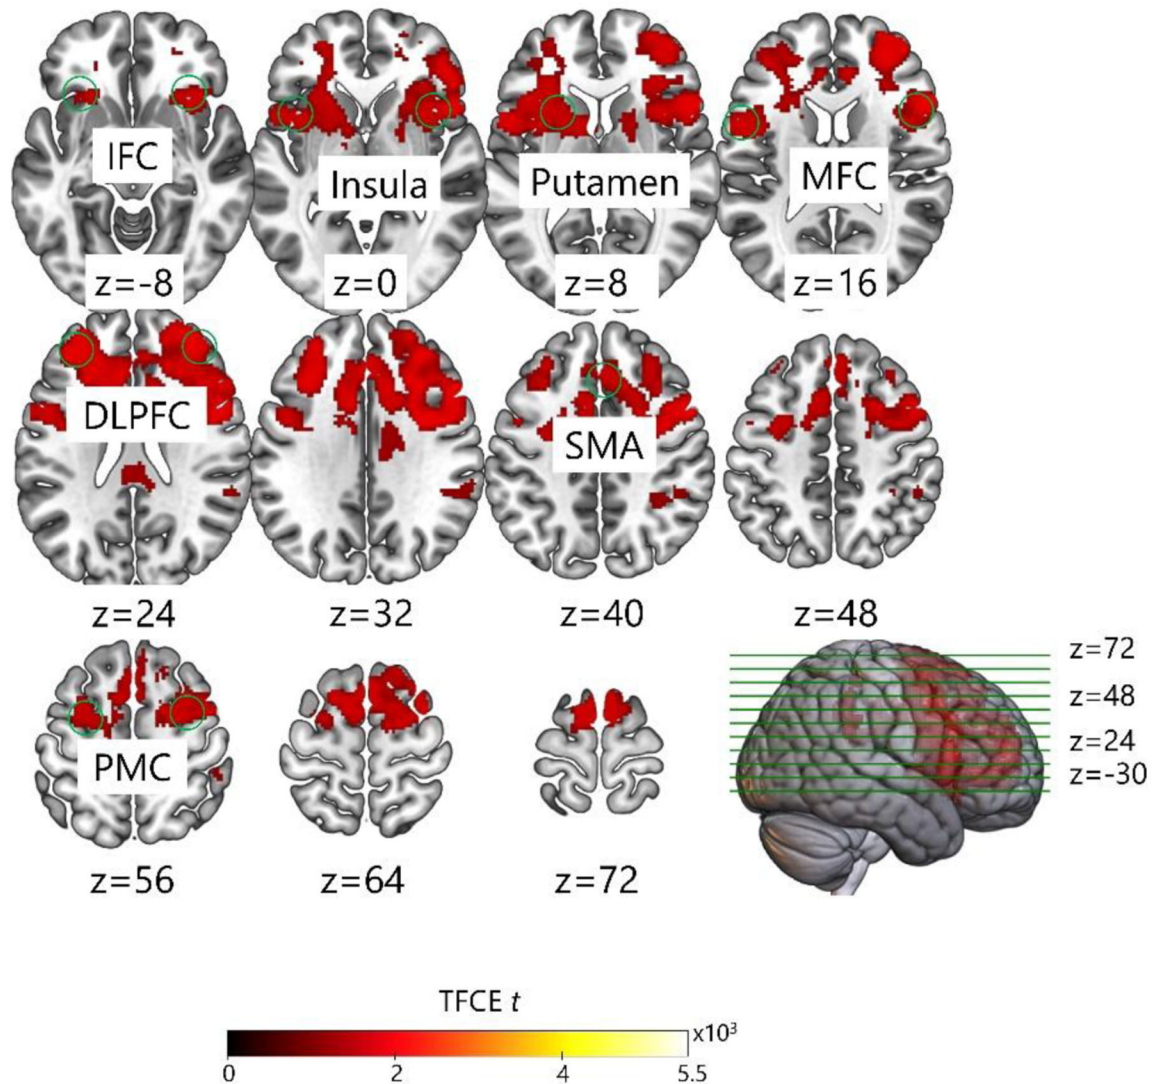 IFC
Insula
Putamen
MFC
z=-8
z=0
z=8
z=16
DLPFC
SMA
z=24
z=32
z=40
z=48
PMC
z=56
z=64
z=72
z=72
z=48
z=24
z=-30
TFCE t
x10³
0
2
4
5.5